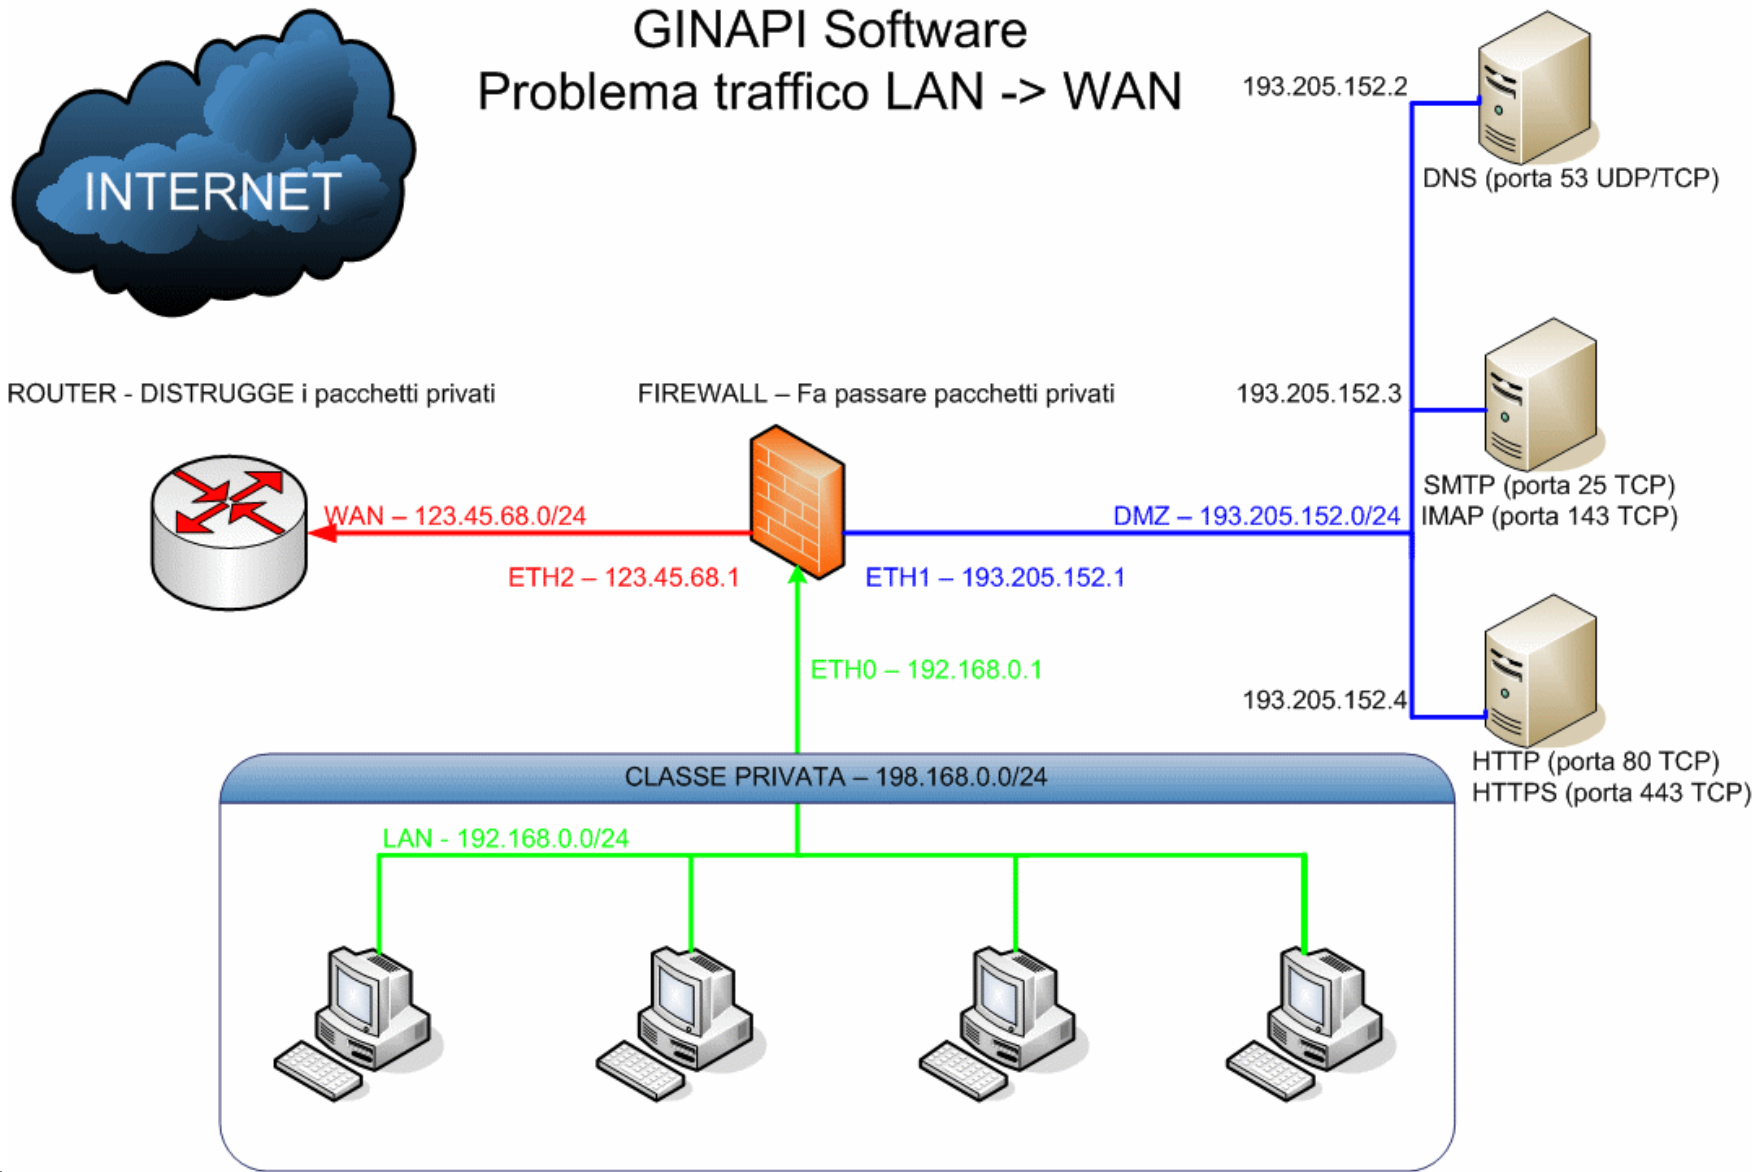 GINAPI Software
Problema traffico LAN -> WAN
INTERNET
193.205.152.2
DNS (porta 53 UDP/TCP)
ROUTER - DISTRUGGE i pacchetti privati
FIREWALL – Fa passare pacchetti privati
193.205.152.3
SMTP (porta 25 TCP)
IMAP (porta 143 TCP)
WAN – 123.45.68.0/24
DMZ – 193.205.152.0/24
ETH2 – 123.45.68.1
ETH1 – 193.205.152.1
ETH0 – 192.168.0.1
193.205.152.4
HTTP (porta 80 TCP)
HTTPS (porta 443 TCP)
CLASSE PRIVATA – 198.168.0.0/24
LAN - 192.168.0.0/24